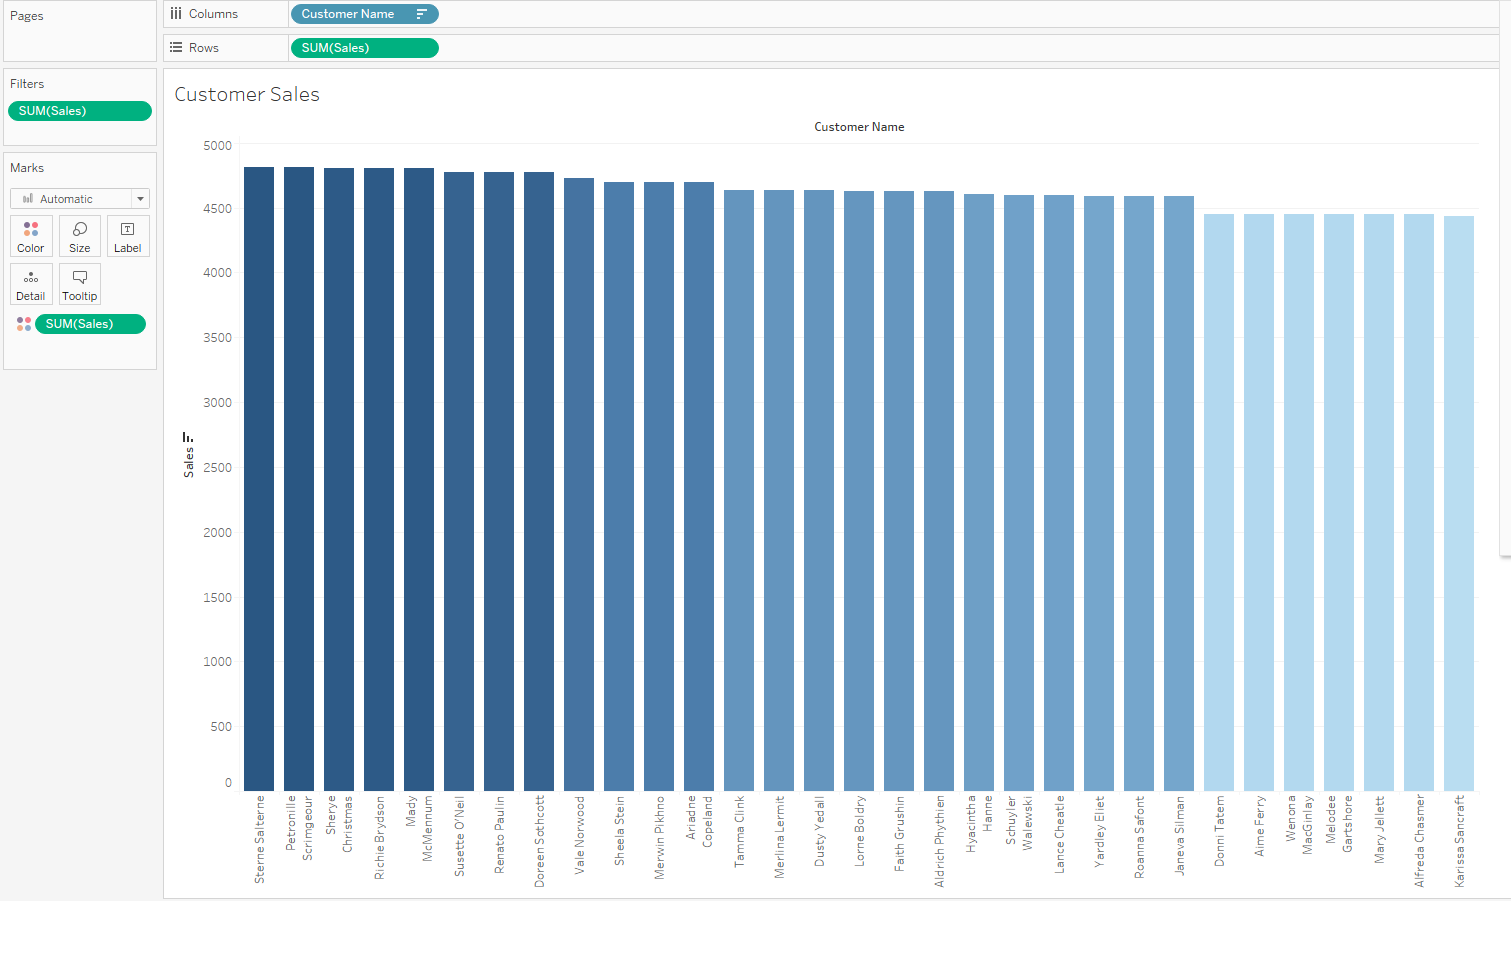 Pages
Columns
Customer Name
Rows
SUM(Sales)
Filters
SUM(Sales)
Marks
Automatic
Color
Size
T
Label
Detail
Tooltip
SUM(Sales)
Customer Sales
Customer Name
Sales
5000
4500
4000
3500
3000
2500
2000
1500
1000
500
0
Sterne Salterne
Petronille
Scrimgeour
Sherye
Christmas
Richie Brydson
Mady
McMennum
Susette O'Neil
Renato Paulin
Doreen Sothcott
Vale Norwood
Sheela Stein
Merwin Pikhno
Ariadne
Copeland
Tamma Clink
Merlina Lermit
Dusty Yadall
Lorne Boldry
Faith Grushin
Aldrich Phythien
Hyacintha
Hanne
Schuyler
Walewski
Lance Cheatle
Yardley Eliet
Roanna Safont
Janeva Silman
Donni Tatem
Aime Ferry
Wenona
MacGinlay
Melodee
Gartshore
Mary Jellett
Alfreda Chasmer
Karissa Sancraft